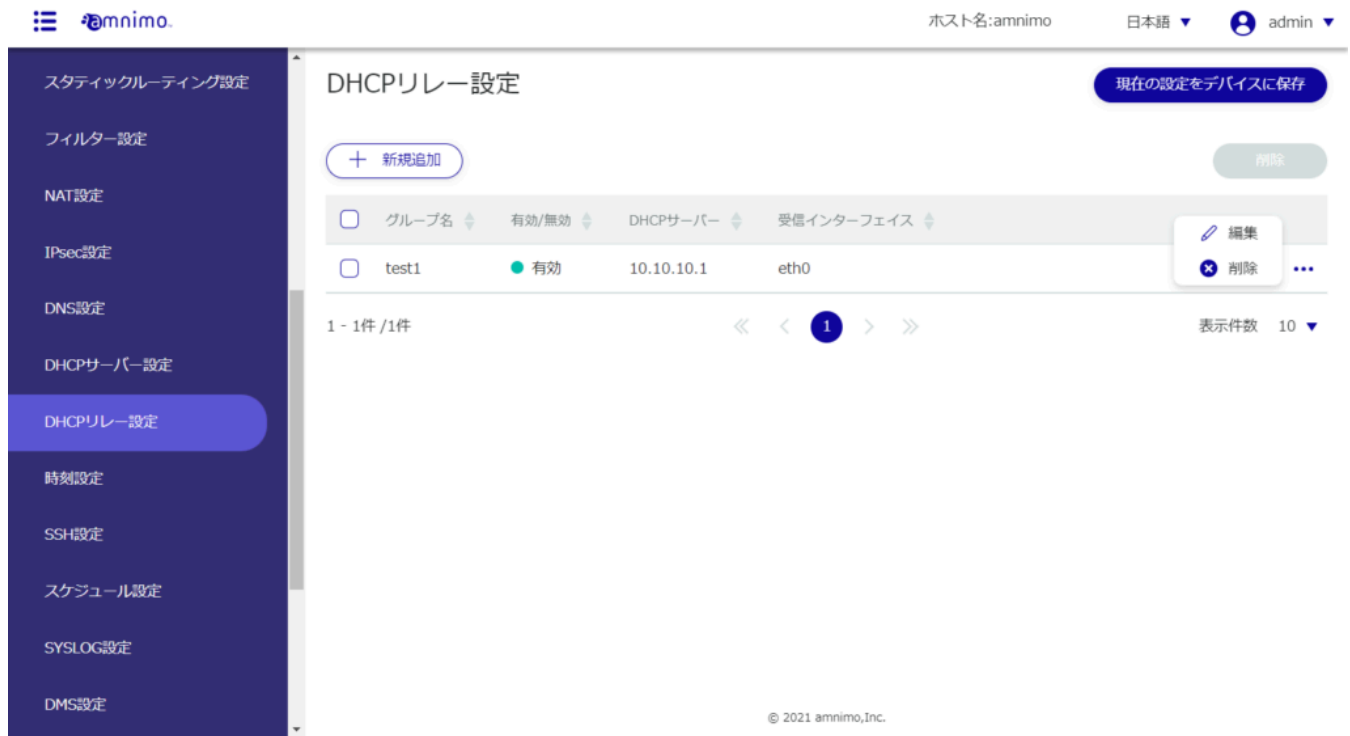 amnimo
ホスト名:amnimo
日本語 ▼
admin ▼
スタティックルーティング設定
フィルター設定
NAT設定
IPsec設定
DNS設定
DHCPサーバー設定
DHCPリレー設定
時刻設定
SSH設定
スケジュール設定
SYSLOG設定
DMS設定
DHCPリレー設定
現在の設定をデバイスに保存
＋ 新規追加
削除
グループ名 有効/無効 DHCPサーバー 受信インターフェイス
test1 有効 10.10.10.1 eth0
編集
削除
1 - 1件 /1件
≪ < 1 > ≫
表示件数 10 ▼
© 2021 amnimo,Inc.